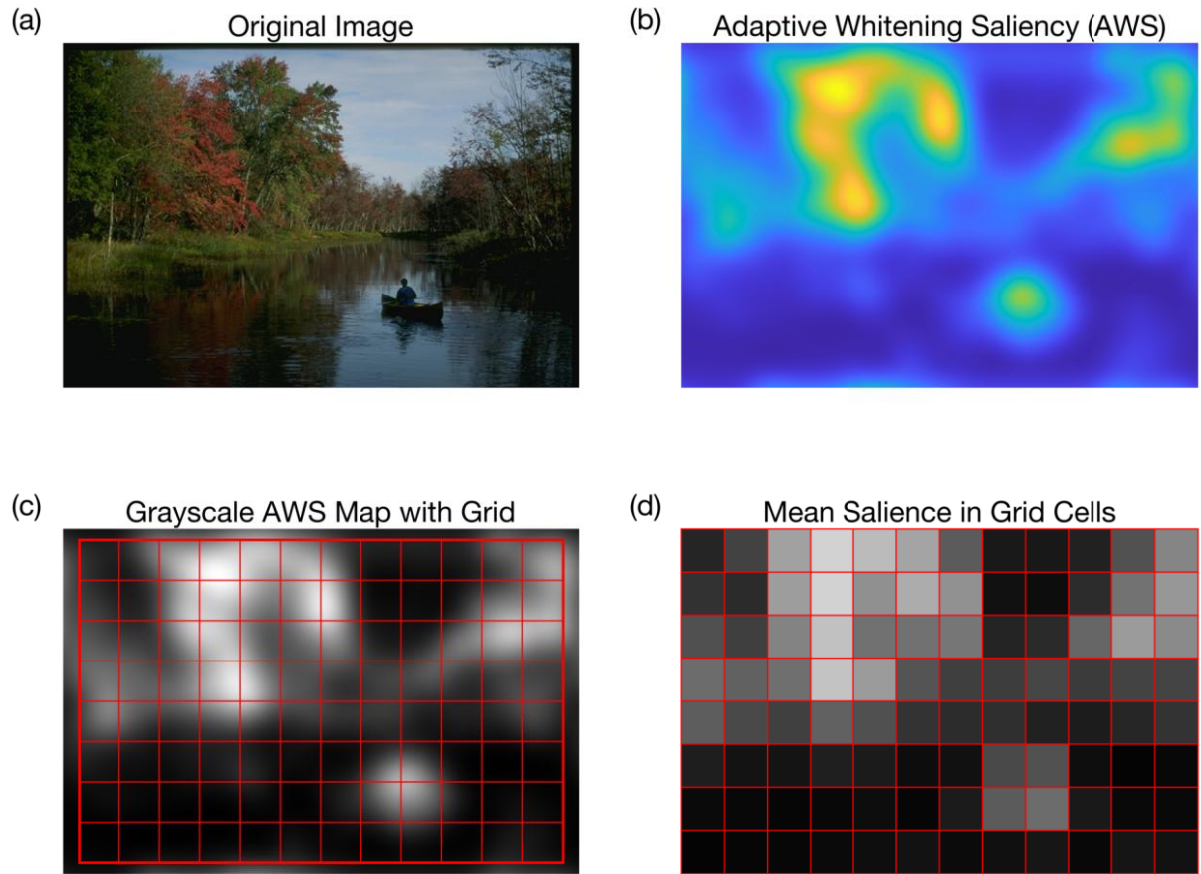 (a)
Original Image
(b)
Adaptive Whitening Saliency (AWS)
(c)
Grayscale AWS Map with Grid
(d)
Mean Salience in Grid Cells